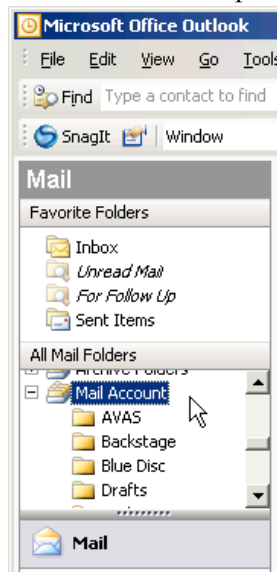 Microsoft Office Outlook
File Edit View Go Tools
Find Type a contact to find
SnagIt Window
Mail
Favorite Folders
Inbox
Unread Mail
For Follow Up
Sent Items
All Mail Folders
Archive Folders
Mail Account
AVAS
Backstage
Blue Disc
Drafts
Mail